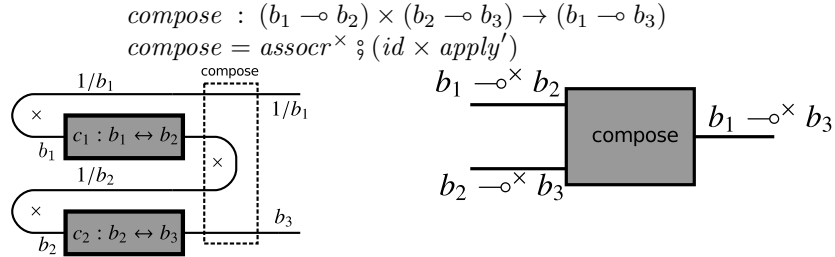 compose : (b₁ ⊸ b₂) × (b₂ ⊸ b₃) → (b₁ ⊸ b₃)
compose = assocr× ⨟ (id × apply′)
compose
1/b₁
1/b₁
×
c₁ : b₁ ↔ b₂
b₁
×
1/b₂
×
c₂ : b₂ ↔ b₃
b₃
b₂
b₁ ⊸× b₂
compose
b₁ ⊸× b₃
b₂ ⊸× b₃